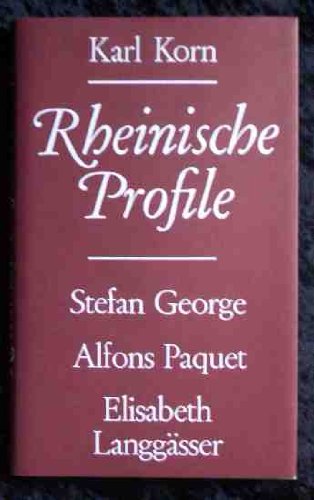 Karl Korn
Rheinische
Profile
Stefan George
Alfons Paquet
Elisabeth
Langgässer